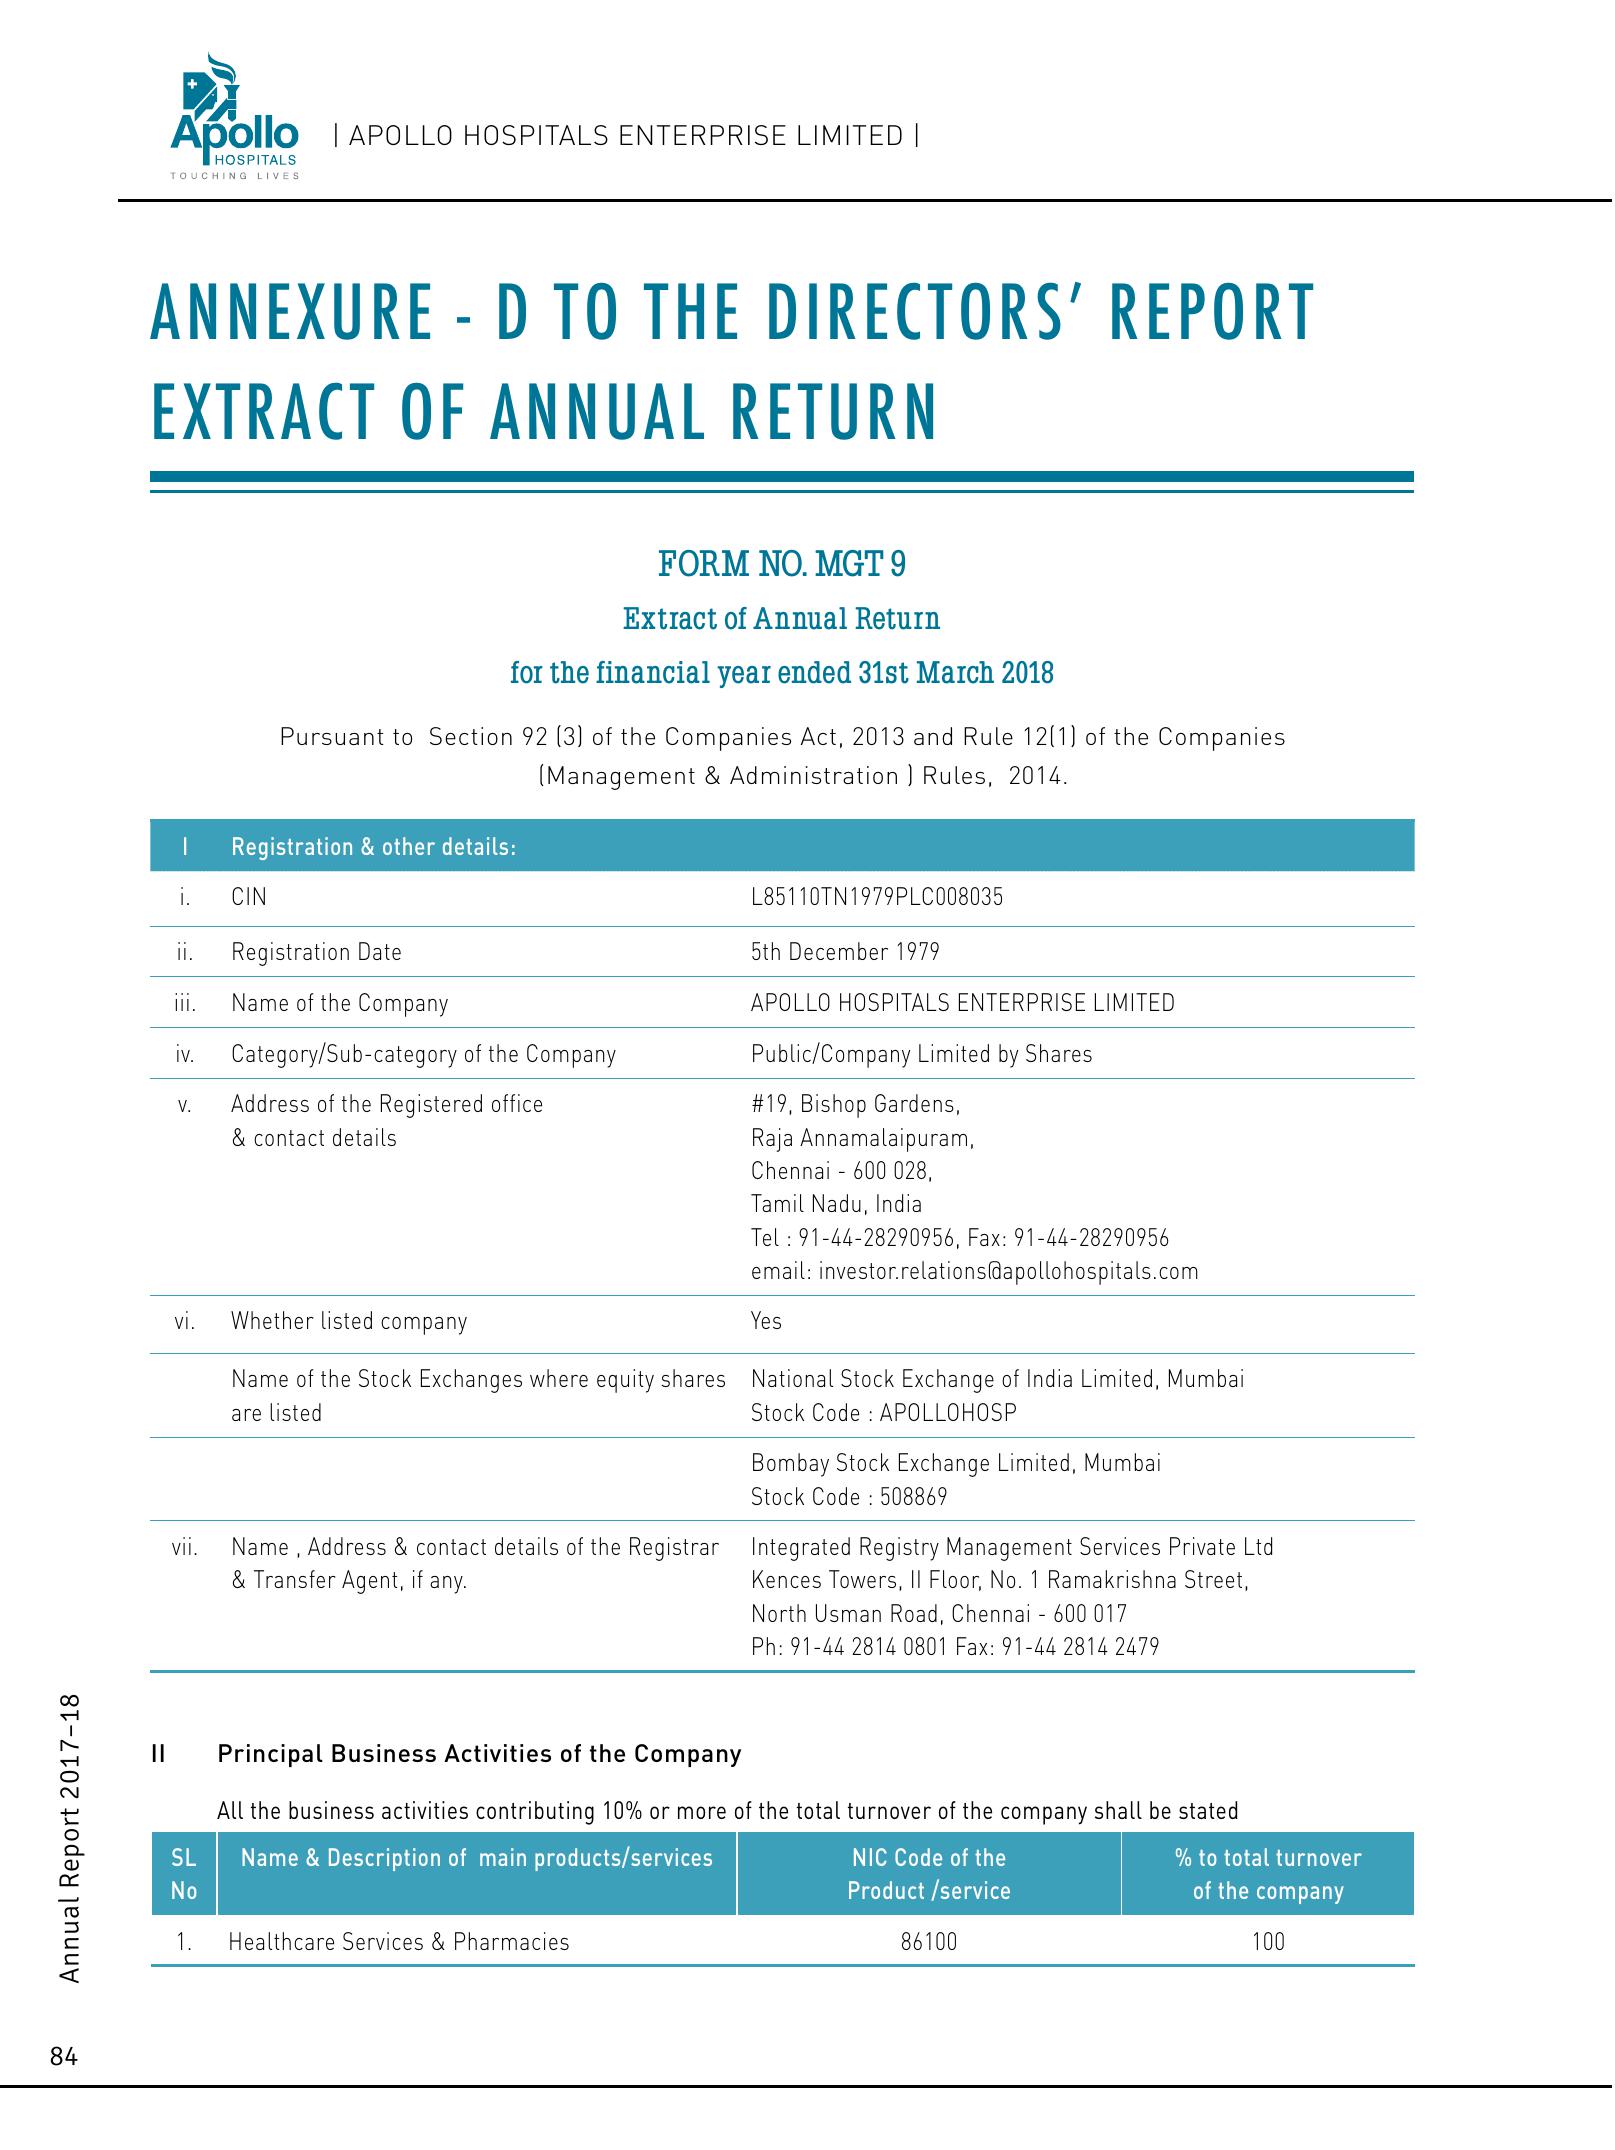 Apollo
HOSPITALS
TOUCHING LIVES
| APOLLO HOSPITALS ENTERPRISE LIMITED |
ANNEXURE - D TO THE DIRECTORS’ REPORT
EXTRACT OF ANNUAL RETURN
FORM NO. MGT 9
Extract of Annual Return
for the financial year ended 31st March 2018
Pursuant to Section 92 (3) of the Companies Act, 2013 and Rule 12(1) of the Companies
(Management & Administration ) Rules, 2014.
I Registration & other details:
i. CIN L85110TN1979PLC008035
ii. Registration Date 5th December 1979
iii. Name of the Company APOLLO HOSPITALS ENTERPRISE LIMITED
iv. Category/Sub-category of the Company Public/Company Limited by Shares
v. Address of the Registered office #19, Bishop Gardens,
& contact details Raja Annamalaipuram,
Chennai - 600 028,
Tamil Nadu, India
Tel : 91-44-28290956, Fax: 91-44-28290956
email: investor.relations@apollohospitals.com
vi. Whether listed company Yes
Name of the Stock Exchanges where equity shares National Stock Exchange of India Limited, Mumbai
are listed Stock Code : APOLLOHOSP
Bombay Stock Exchange Limited, Mumbai
Stock Code : 508869
vii. Name , Address & contact details of the Registrar Integrated Registry Management Services Private Ltd
& Transfer Agent, if any. Kences Towers, II Floor, No. 1 Ramakrishna Street,
North Usman Road, Chennai - 600 017
Ph: 91-44 2814 0801 Fax: 91-44 2814 2479
II Principal Business Activities of the Company
All the business activities contributing 10% or more of the total turnover of the company shall be stated
SL Name & Description of main products/services NIC Code of the % to total turnover
No Product /service of the company
1. Healthcare Services & Pharmacies 86100 100
Annual Report 2017–18
84